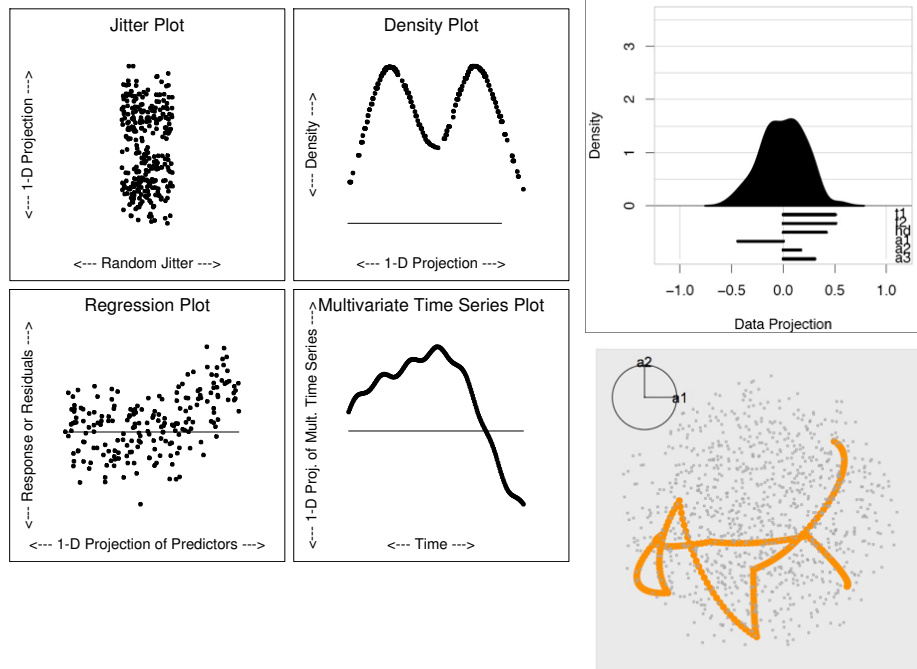 Jitter Plot
<--- 1-D Projection --->
<--- Random Jitter --->
Density Plot
<--- Density --->
<--- 1-D Projection --->
Regression Plot
<--- Response or Residuals --->
<--- 1-D Projection of Predictors --->
Multivariate Time Series Plot
<--- 1-D Proj. of Mult. Time Series --->
<--- Time --->
Density
3
2
1
0
t1
t2
hd
a1
a2
a3
−1.0 −0.5 0.0 0.5 1.0
Data Projection
a2
a1